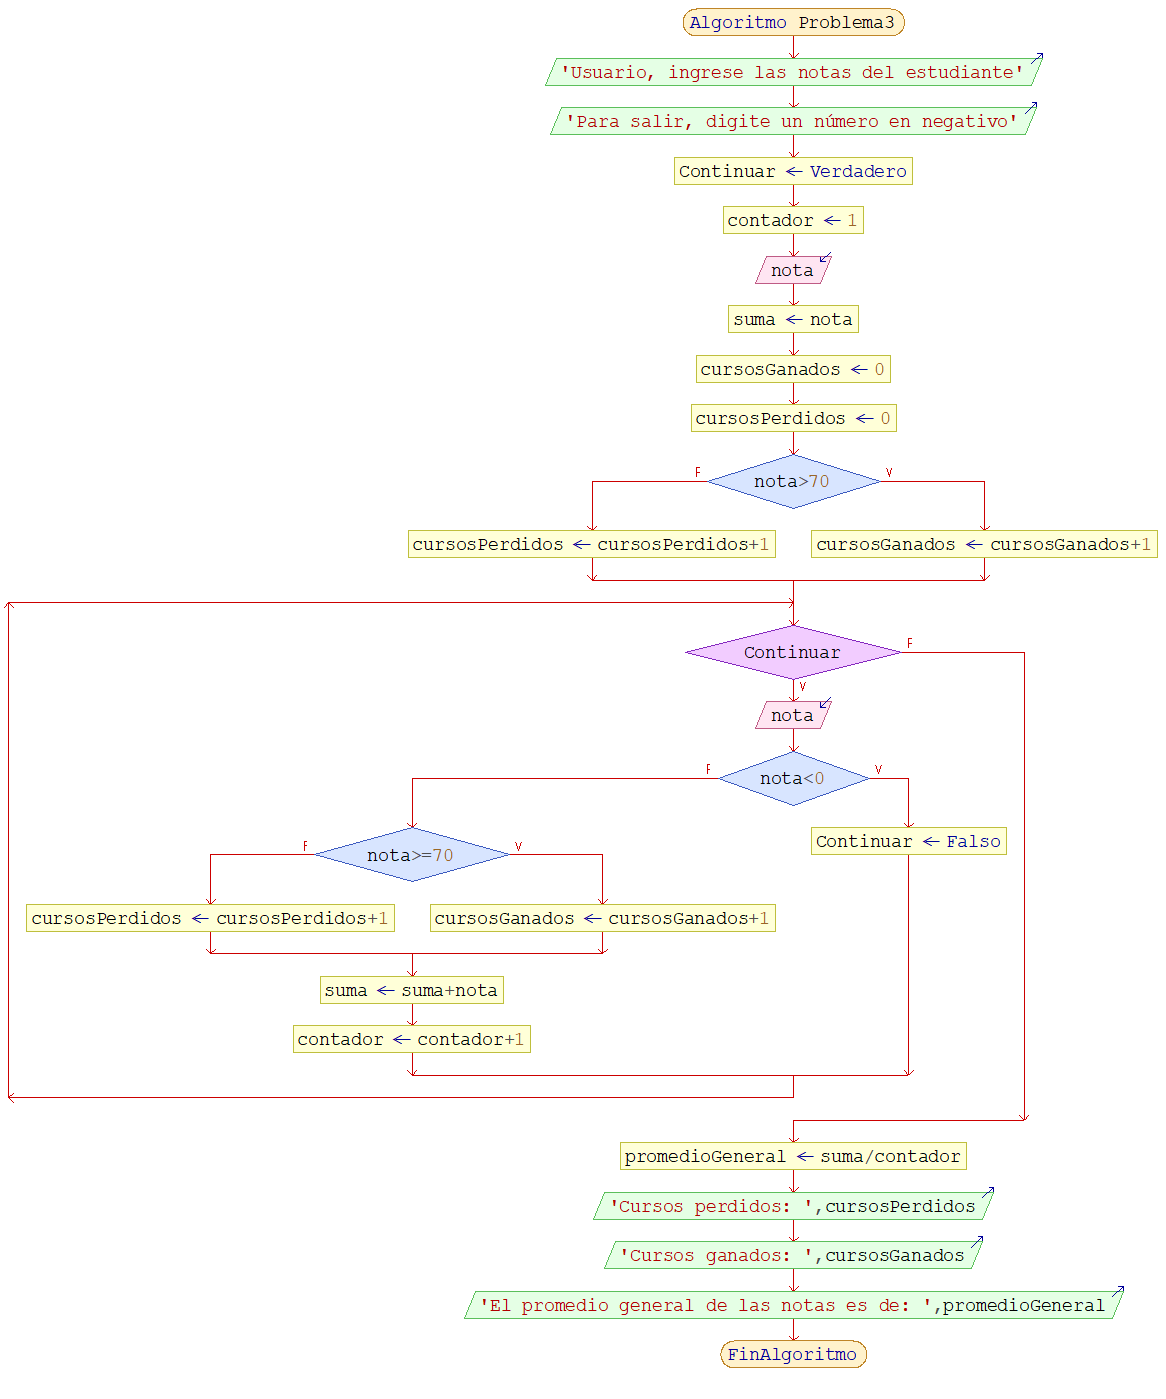 Algoritmo Problema3
'Usuario, ingrese las notas del estudiante'
'Para salir, digite un número en negativo'
Continuar ← Verdadero
contador ← 1
nota
suma ← nota
cursosGanados ← 0
cursosPerdidos ← 0
F
nota>70
V
cursosPerdidos ← cursosPerdidos+1
cursosGanados ← cursosGanados+1
Continuar
F
V
nota
F
nota<0
V
Continuar ← Falso
F
nota>=70
V
cursosPerdidos ← cursosPerdidos+1
cursosGanados ← cursosGanados+1
suma ← suma+nota
contador ← contador+1
promedioGeneral ← suma/contador
'Cursos perdidos: ',cursosPerdidos
'Cursos ganados: ',cursosGanados
'El promedio general de las notas es de: ',promedioGeneral
FinAlgoritmo